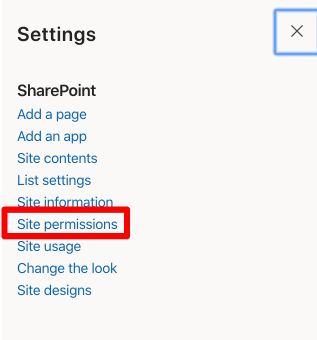 Settings
SharePoint
Add a page
Add an app
Site contents
List settings
Site information
Site permissions
Site usage
Change the look
Site designs